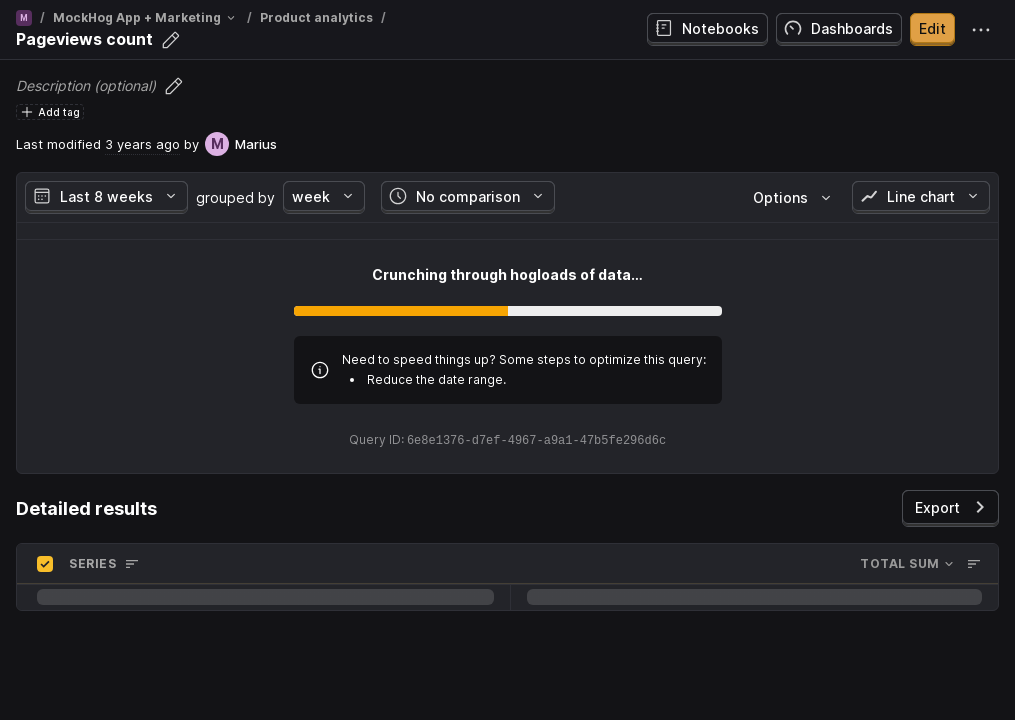 M / MockHog App + Marketing / Product analytics /
Pageviews count
Notebooks
Dashboards
Edit
Description (optional)
Add tag
Last modified 3 years ago by M Marius
Last 8 weeks grouped by week No comparison Options Line chart
Crunching through hogloads of data...
Need to speed things up? Some steps to optimize this query:
• Reduce the date range.
Query ID: 6e8e1376-d7ef-4967-a9a1-47b5fe296d6c
Detailed results
Export
SERIES TOTAL SUM